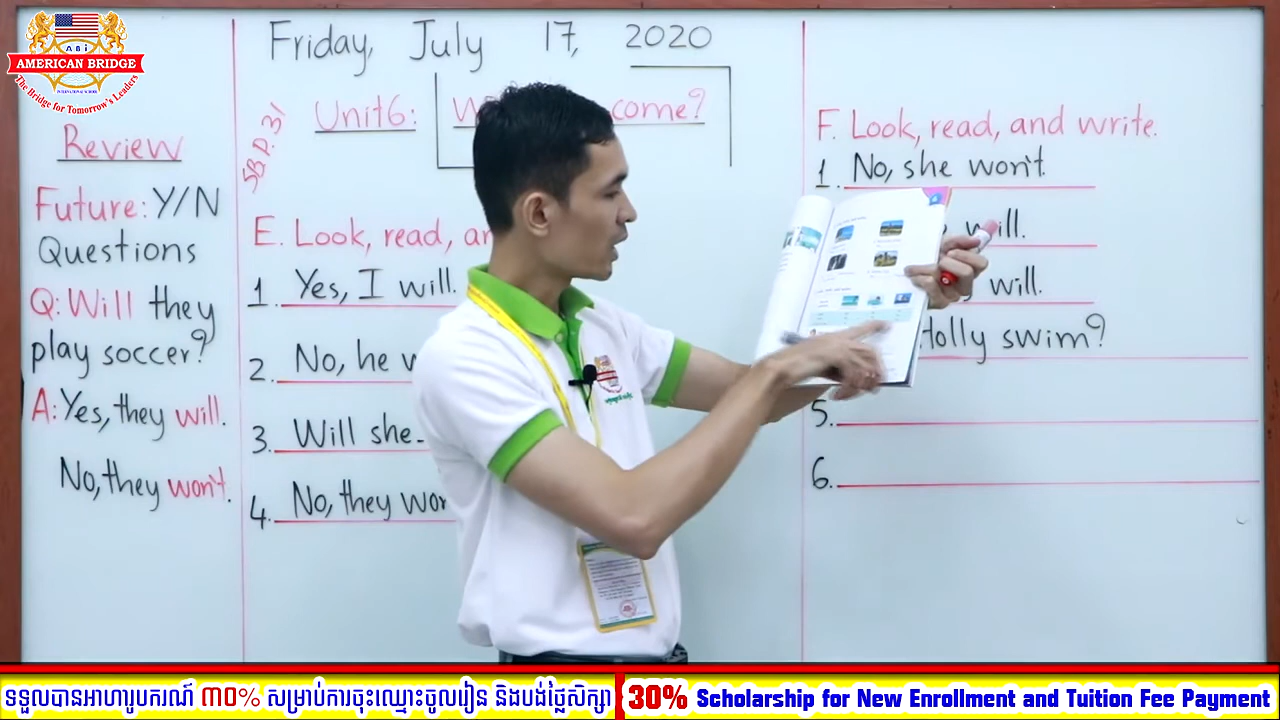 AMERICAN BRIDGE
INTERNATIONAL SCHOOL
The Bridge for Tomorrow's Leaders
Friday, July 17, 2020
SB P.31
Unit6:
come?
Review
Future: Y/N
Questions
Q: Will they
play soccer?
A: Yes, they will.
No, they won't.
E. Look, read,
1. Yes, I will.
2. No, he
3. Will she
4. No, they
F. Look, read, and write.
1. No, she won't.
will.
will.
Holly swim?
5.
6.
ទទួលបានអាហារូបករណ៍ ៣០% សម្រាប់ការចុះឈ្មោះចូលរៀន និងបង់ថ្លៃសិក្សា
30% Scholarship for New Enrollment and Tuition Fee Payment